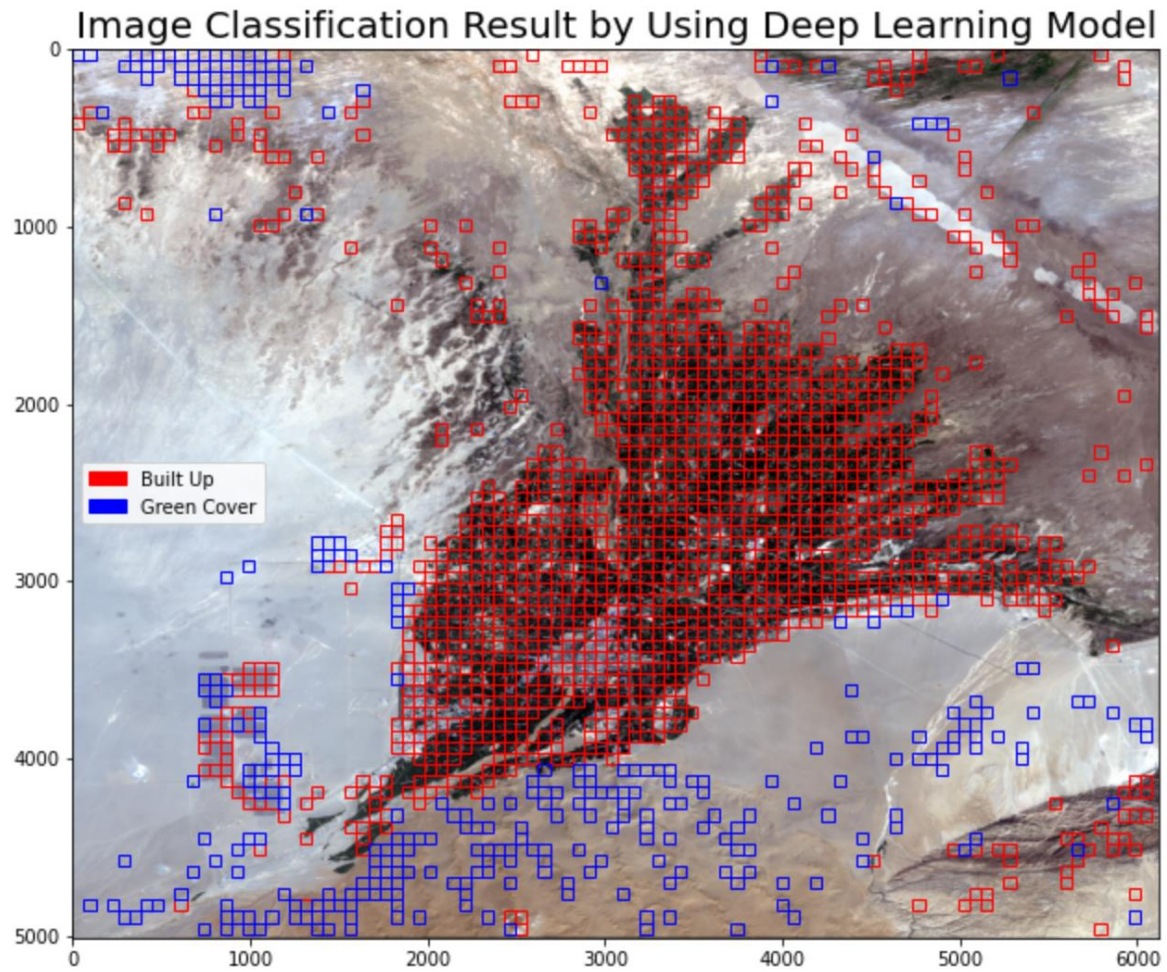 Image Classification Result by Using Deep Learning Model
0
1000
2000
Built Up
Green Cover
3000
4000
5000
0 1000 2000 3000 4000 5000 6000